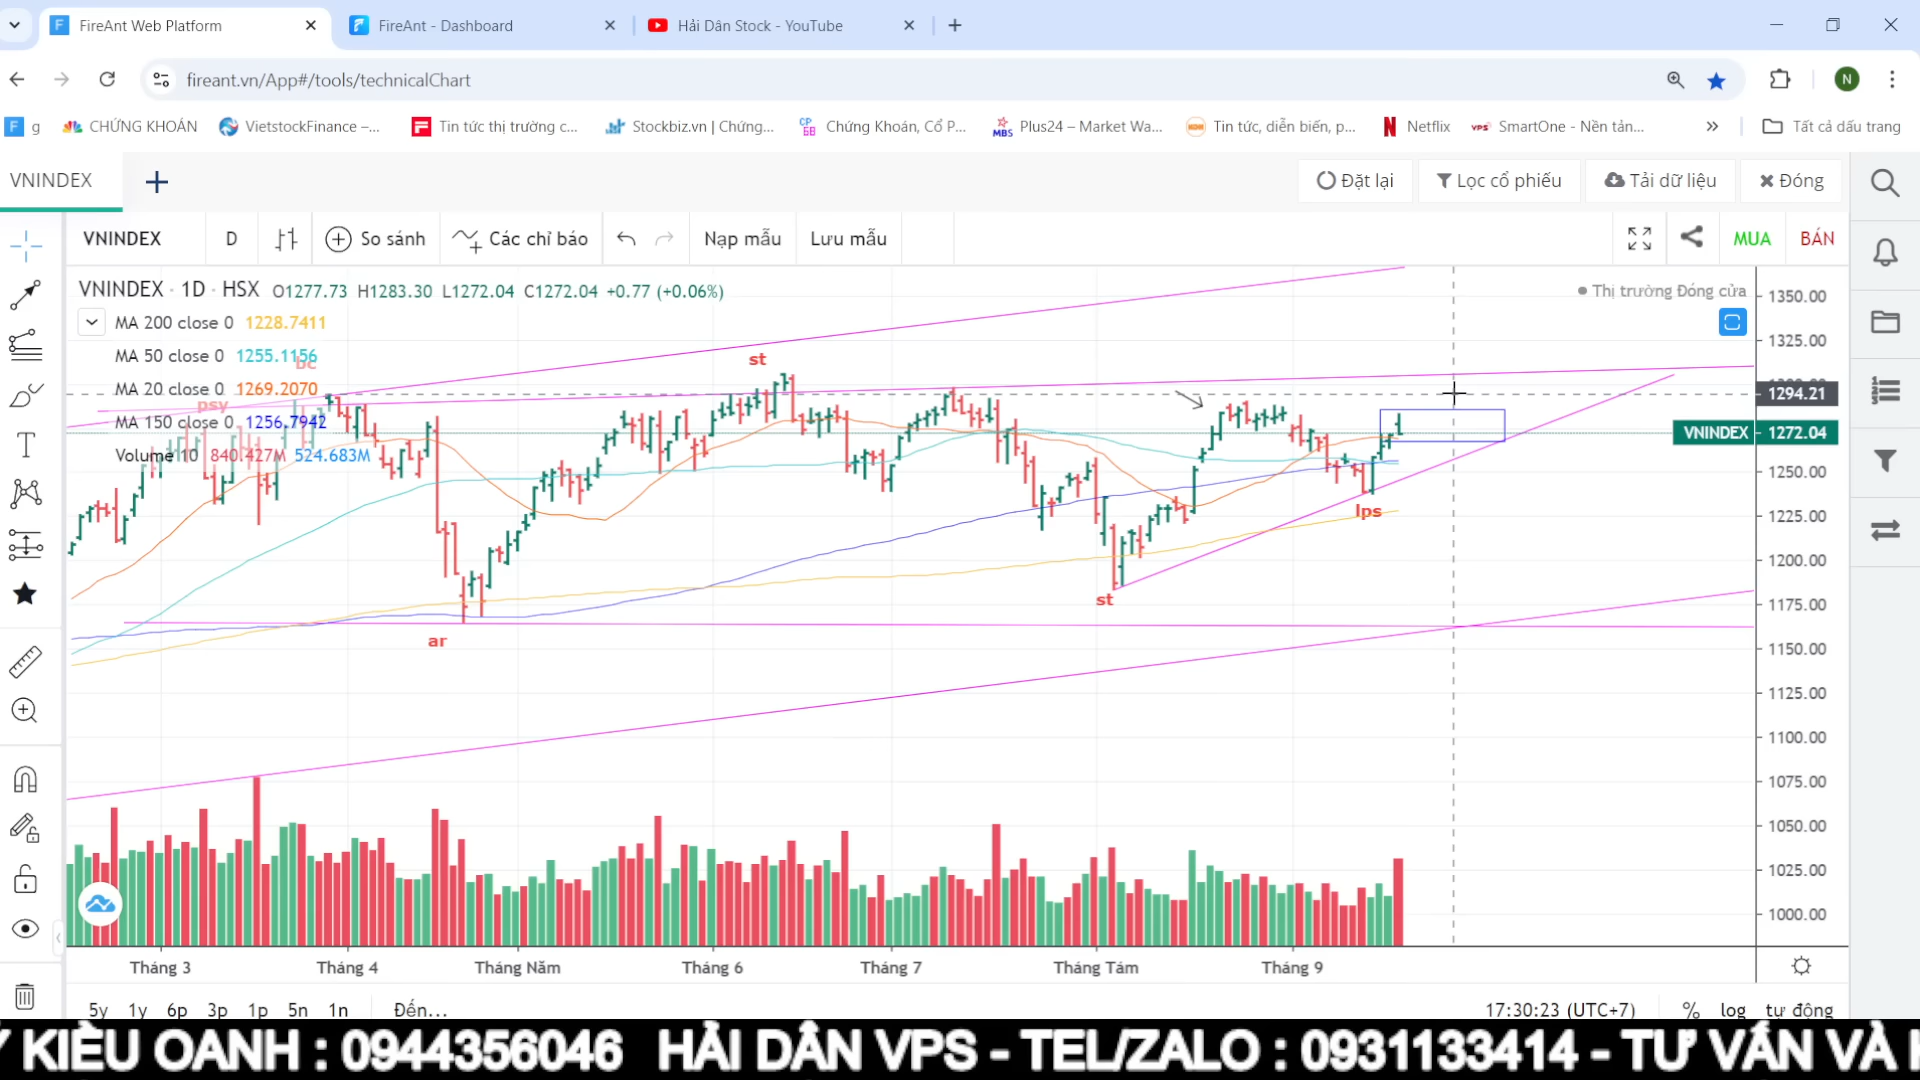 FireAnt Web Platform
FireAnt - Dashboard
Hải Dân Stock - YouTube
fireant.vn/App#/tools/technicalChart
N
g
CHỨNG KHOÁN
VietstockFinance –...
Tin tức thị trường c...
Stockbiz.vn | Chứng...
Chứng Khoán, Cổ P...
Plus24 – Market Wa...
Tin tức, diễn biến, p...
Netflix
SmartOne - Nền tản...
Tất cả dấu trang
VNINDEX
Đặt lại
Lọc cổ phiếu
Tải dữ liệu
Đóng
VNINDEX
D
So sánh
Các chỉ báo
Nạp mẫu
Lưu mẫu
MUA
BÁN
VNINDEX · 1D · HSX O1277.73 H1283.30 L1272.04 C1272.04 +0.77 (+0.06%)
Thị trường Đóng cửa
MA 200 close 0 1228.7411
MA 50 close 0 1255.1156
bc
MA 20 close 0 1269.2070
psy
MA 150 close 0 1256.7942
Volume 10 840.427M 524.683M
st
ar
st
lps
1350.00
1325.00
1294.21
VNINDEX 1272.04
1250.00
1225.00
1200.00
1175.00
1150.00
1125.00
1100.00
1075.00
1050.00
1025.00
1000.00
Tháng 3
Tháng 4
Tháng Năm
Tháng 6
Tháng 7
Tháng Tám
Tháng 9
5y 1y 6p 3p 1p 5n 1n
Đến...
17:30:23 (UTC+7)
% log tự động
Ý KIỀU OANH : 0944356046 HẢI DÂN VPS - TEL/ZALO : 0931133414 - TƯ VẤN VÀ